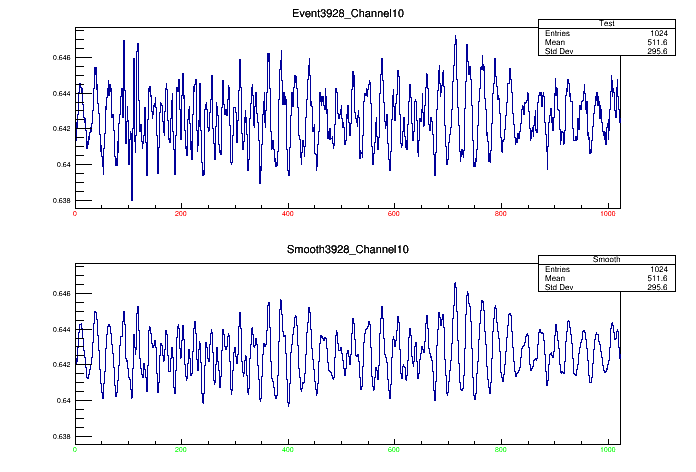 Event3928_Channel10
Test
Entries 1024
Mean 511.6
Std Dev 295.6
0.646
0.644
0.642
0.64
0.638
0 200 400 600 800 1000
Smooth3928_Channel10
Smooth
Entries 1024
Mean 511.6
Std Dev 295.6
0.646
0.644
0.642
0.64
0.638
0 200 400 600 800 1000